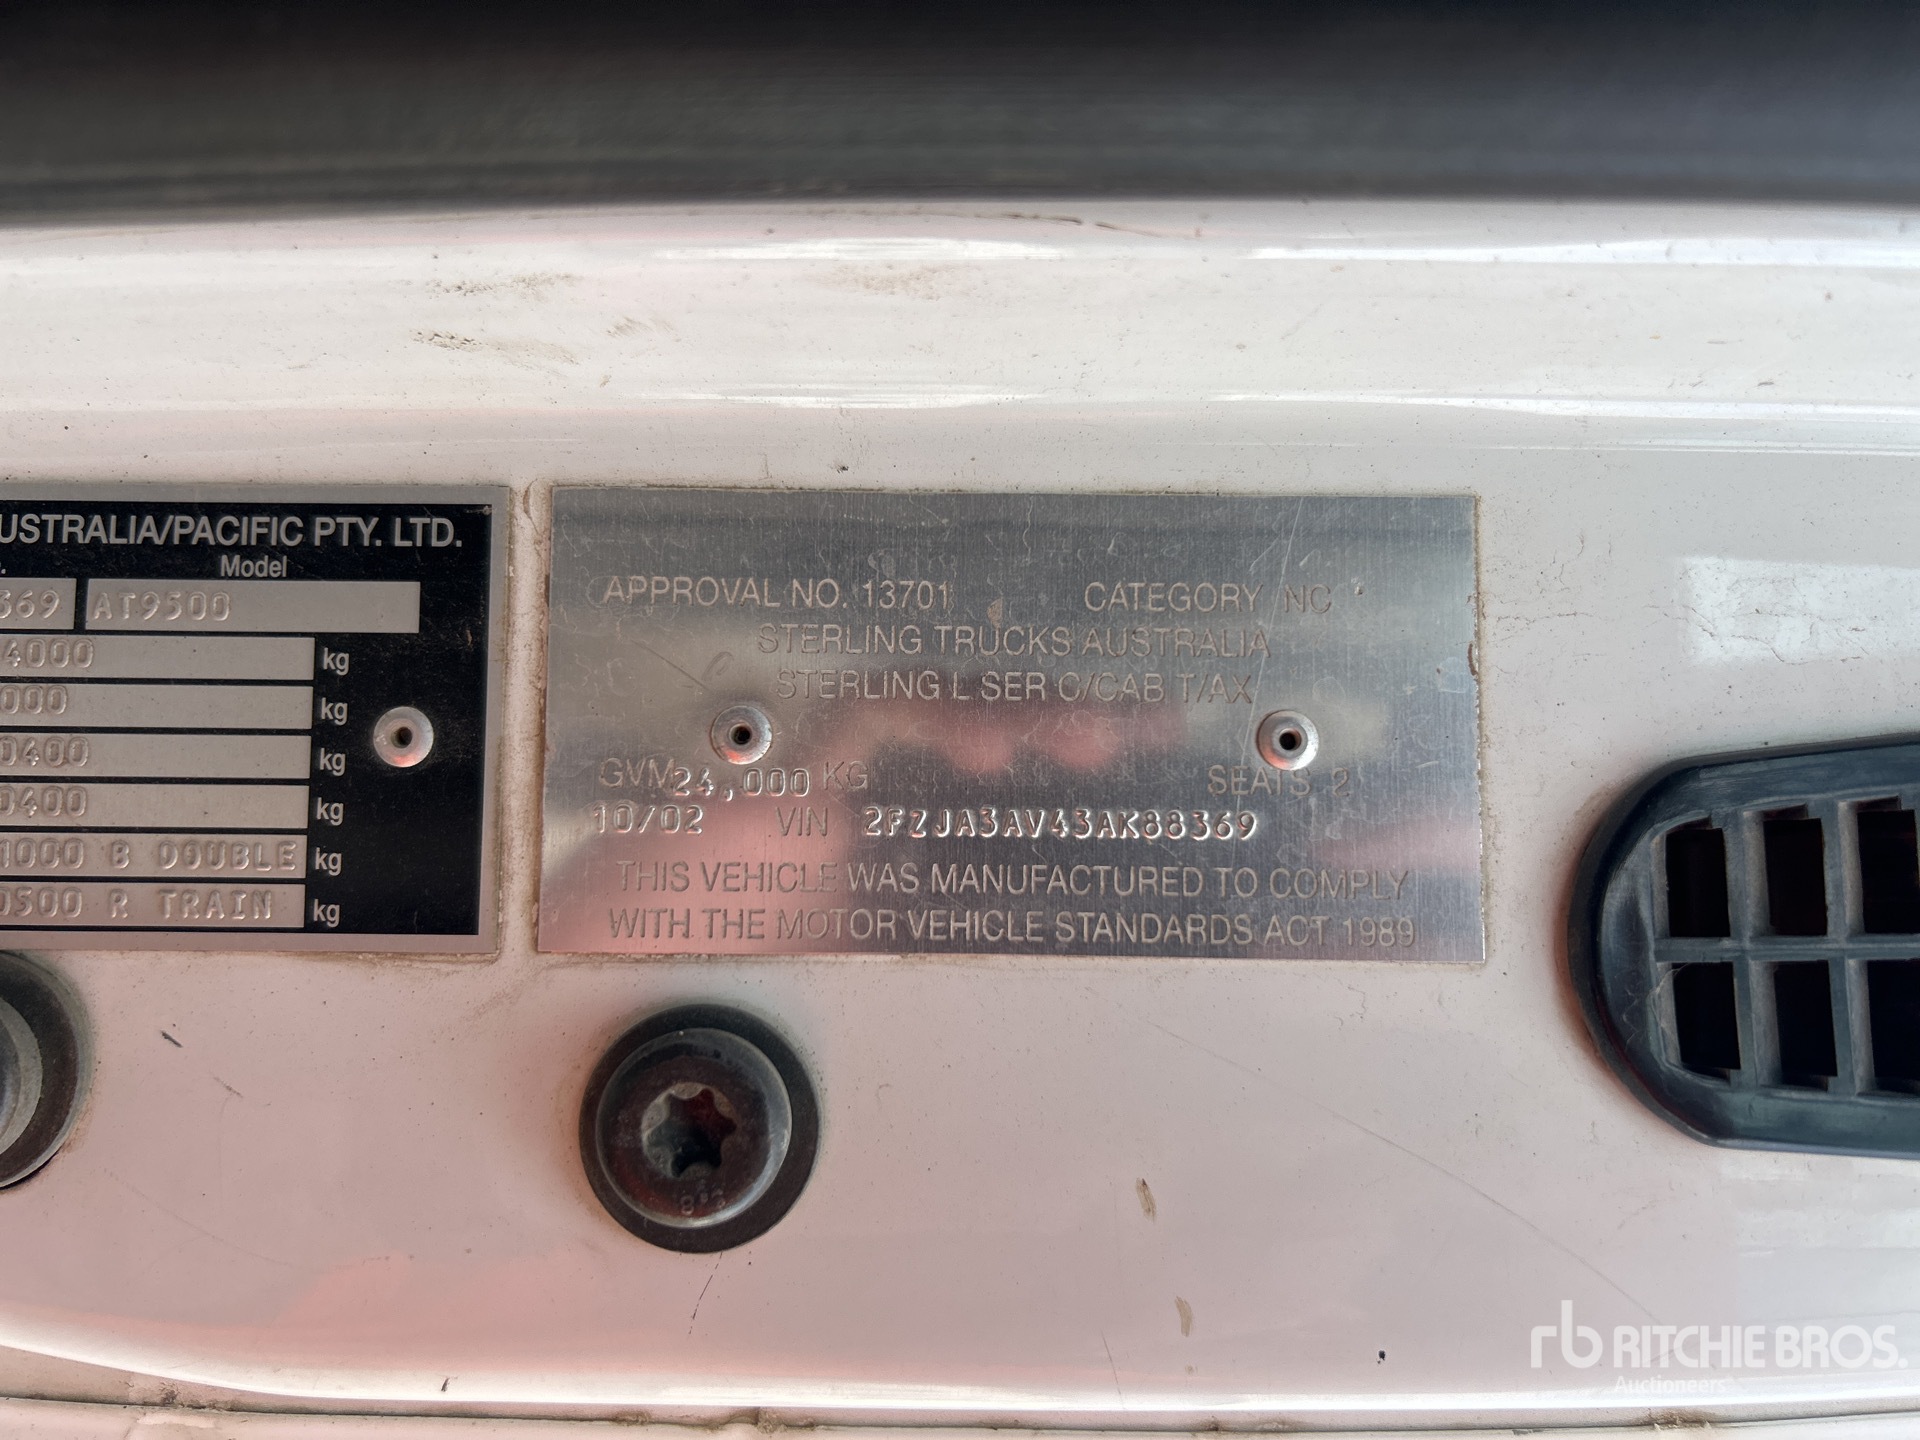 USTRALIA/PACIFIC PTY. LTD.
Model
369 AT9500
4000 kg
000 kg
0400 kg
0400 kg
1000 B DOUBLE kg
0500 R TRAIN kg
APPROVAL NO. 13701 CATEGORY NC
STERLING TRUCKS AUSTRALIA
STERLING L SER C/CAB T/AX
GVM 24,000 KG SEATS 2
10/02 VIN 2FZJA3AV43AK88369
THIS VEHICLE WAS MANUFACTURED TO COMPLY
WITH THE MOTOR VEHICLE STANDARDS ACT 1989
rb RITCHIE BROS.
Auctioneers